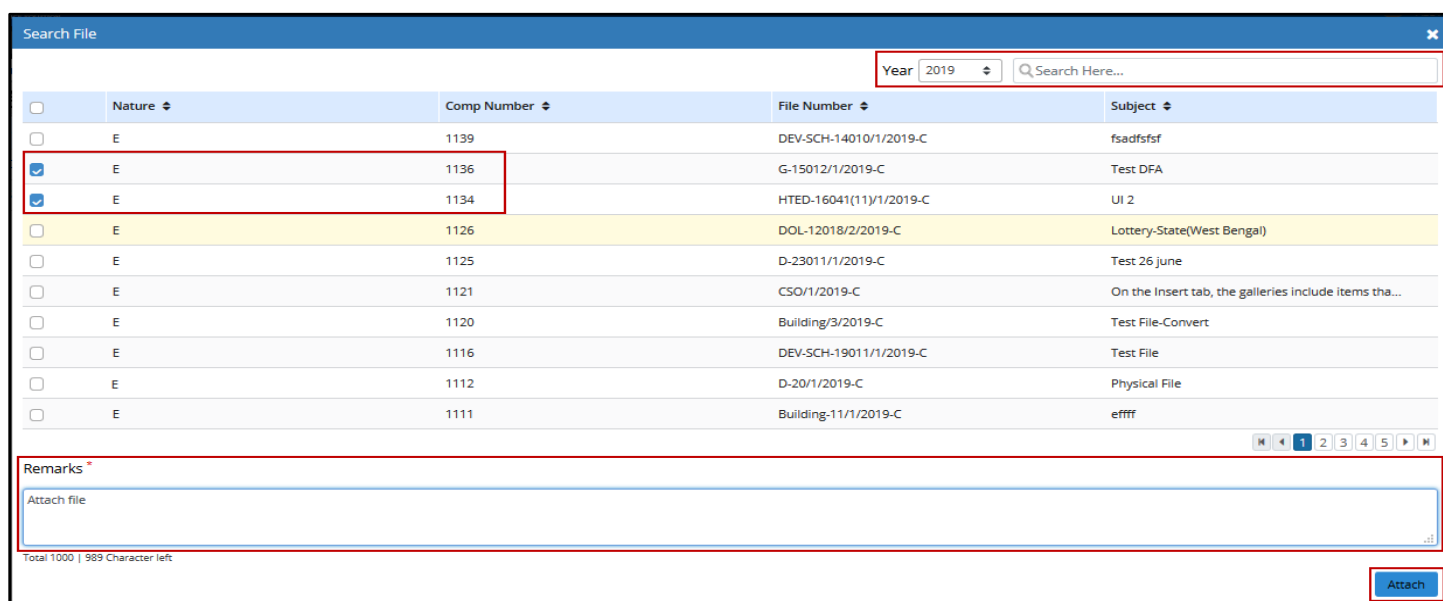 Search File
Year 2019 Search Here...
Nature Comp Number File Number Subject
E 1139 DEV-SCH-14010/1/2019-C fsadfsfsf
E 1136 G-15012/1/2019-C Test DFA
E 1134 HTED-16041(11)/1/2019-C UI 2
E 1126 DOL-12018/2/2019-C Lottery-State(West Bengal)
E 1125 D-23011/1/2019-C Test 26 june
E 1121 CSO/1/2019-C On the Insert tab, the galleries include items tha...
E 1120 Building/3/2019-C Test File-Convert
E 1116 DEV-SCH-19011/1/2019-C Test File
E 1112 D-20/1/2019-C Physical File
E 1111 Building-11/1/2019-C effff
1 2 3 4 5
Remarks *
Attach file
Total 1000 | 989 Character left
Attach